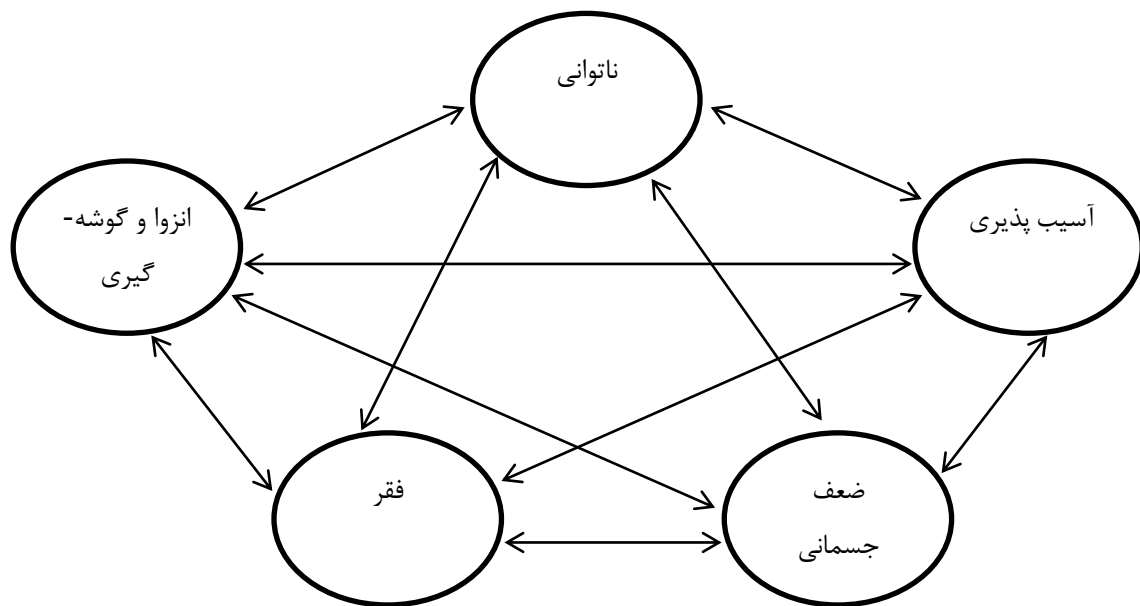 ناتوانی
آسیب پذیری
انزوا و گوشه-
گیری
فقر
ضعف
جسمانی